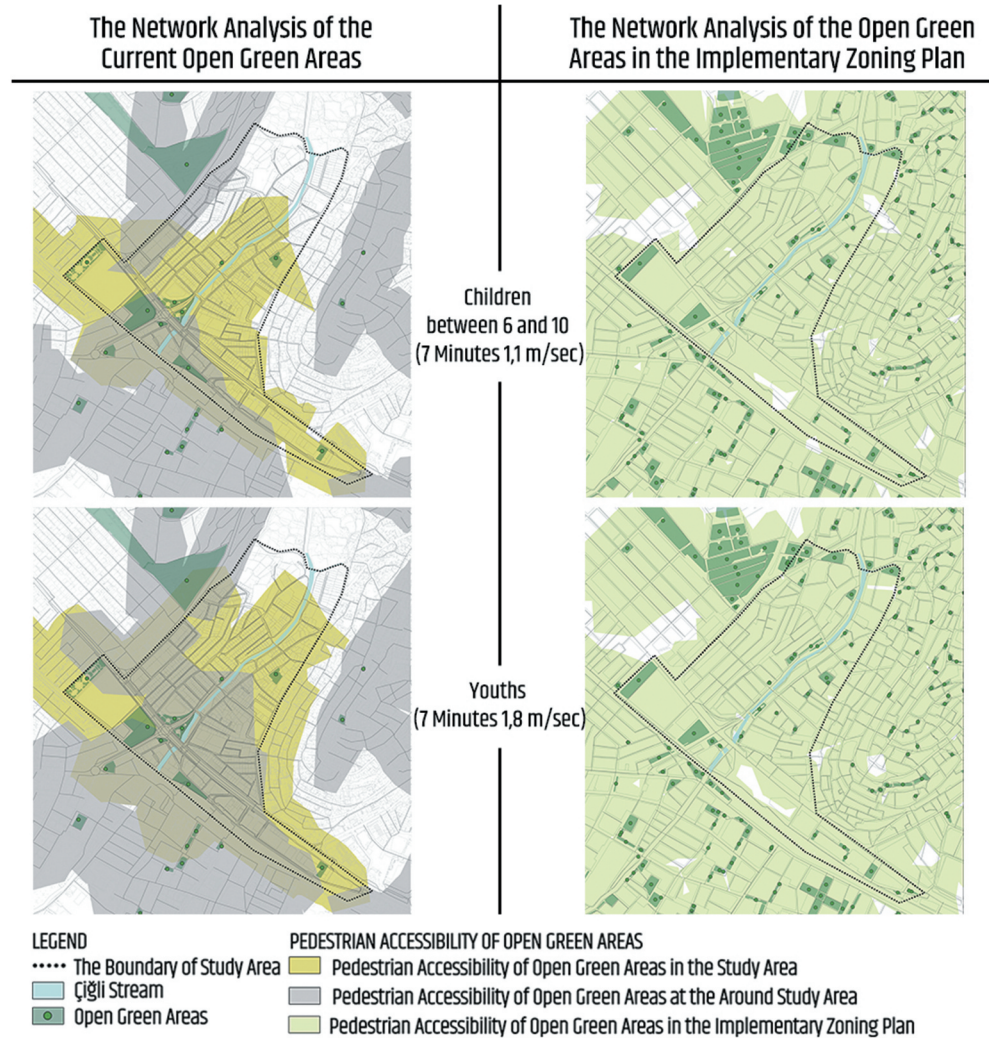 The Network Analysis of the
Current Open Green Areas
The Network Analysis of the Open Green
Areas in the Implementary Zoning Plan
Children
between 6 and 10
(7 Minutes 1,1 m/sec)
Youths
(7 Minutes 1,8 m/sec)
LEGEND
The Boundary of Study Area
Çiğli Stream
Open Green Areas
PEDESTRIAN ACCESSIBILITY OF OPEN GREEN AREAS
Pedestrian Accessibility of Open Green Areas in the Study Area
Pedestrian Accessibility of Open Green Areas at the Around Study Area
Pedestrian Accessibility of Open Green Areas in the Implementary Zoning Plan